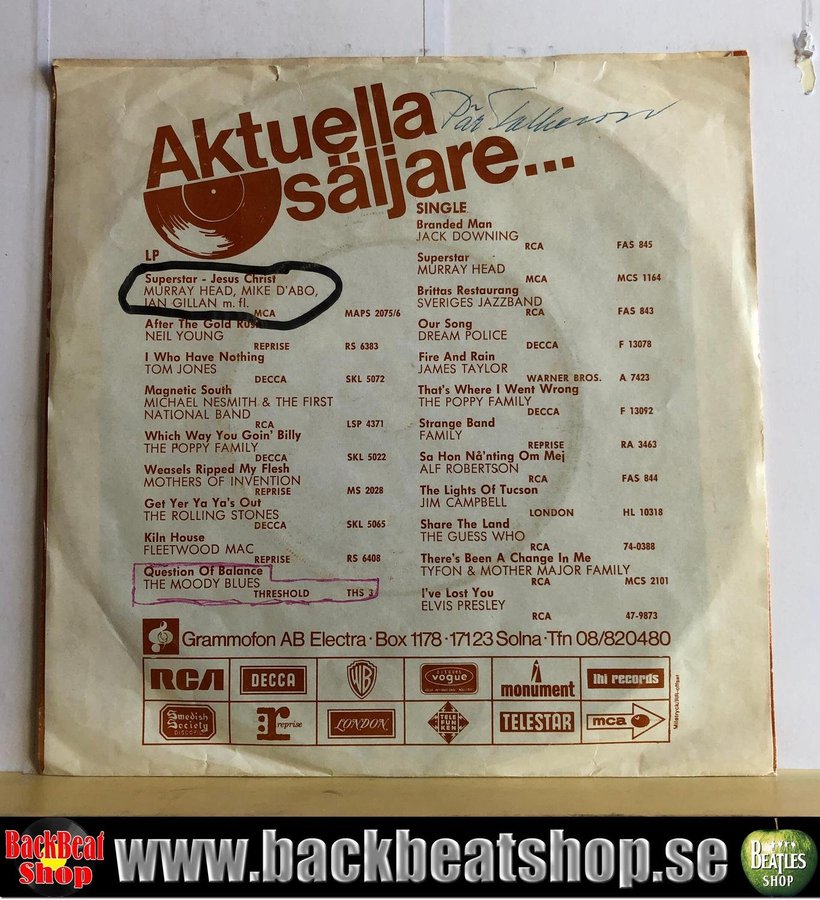 Aktuella
säljare...
LP
Superstar - Jesus Christ
MURRAY HEAD, MIKE D'ABO,
IAN GILLAN m. fl.
MCA MAPS 2075/6
After The Gold Rush
NEIL YOUNG
REPRISE RS 6383
I Who Have Nothing
TOM JONES
DECCA SKL 5072
Magnetic South
MICHAEL NESMITH & THE FIRST
NATIONAL BAND
RCA LSP 4371
Which Way You Goin' Billy
THE POPPY FAMILY
DECCA SKL 5022
Weasels Ripped My Flesh
MOTHERS OF INVENTION
REPRISE MS 2028
Get Yer Ya Ya's Out
THE ROLLING STONES
DECCA SKL 5065
Kiln House
FLEETWOOD MAC
REPRISE RS 6408
Question Of Balance
THE MOODY BLUES
THRESHOLD THS 3
SINGLE
Branded Man
JACK DOWNING
RCA FAS 845
Superstar
MURRAY HEAD
MCA MCS 1164
Brittas Restaurang
SVERIGES JAZZBAND
RCA FAS 843
Our Song
DREAM POLICE
DECCA F 13078
Fire And Rain
JAMES TAYLOR
WARNER BROS. A 7423
That's Where I Went Wrong
THE POPPY FAMILY
DECCA F 13092
Strange Band
FAMILY
REPRISE RA 3463
Sa Hon Nå'nting Om Mej
ALF ROBERTSON
RCA FAS 844
The Lights Of Tucson
JIM CAMPBELL
LONDON HL 10318
Share The Land
THE GUESS WHO
RCA 74-0388
There's Been A Change In Me
TYFON & MOTHER MAJOR FAMILY
RCA MCS 2101
I've Lost You
ELVIS PRESLEY
RCA 47-9873
Grammofon AB Electra · Box 1178 · 17123 Solna · Tfn 08/820480
RCA DECCA WB vogue monument lhi records
Swedish Society reprise LONDON TELEFUNKEN TELESTAR mca
BackBeat Shop
www.backbeatshop.se
BEATLES
SHOP